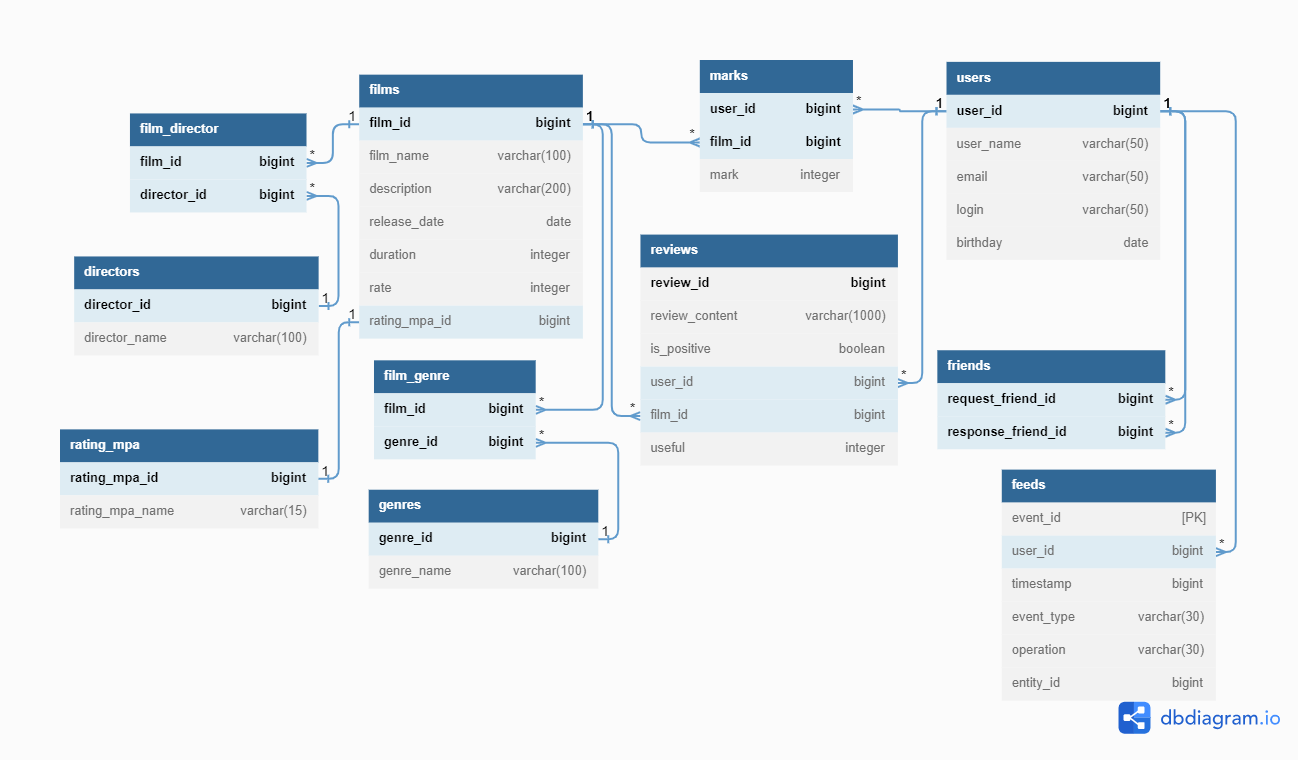 film_director
film_id bigint
director_id bigint
directors
director_id bigint
director_name varchar(100)
rating_mpa
rating_mpa_id bigint
rating_mpa_name varchar(15)
films
film_id bigint
film_name varchar(100)
description varchar(200)
release_date date
duration integer
rate integer
rating_mpa_id bigint
film_genre
film_id bigint
genre_id bigint
genres
genre_id bigint
genre_name varchar(100)
marks
user_id bigint
film_id bigint
mark integer
reviews
review_id bigint
review_content varchar(1000)
is_positive boolean
user_id bigint
film_id bigint
useful integer
users
user_id bigint
user_name varchar(50)
email varchar(50)
login varchar(50)
birthday date
friends
request_friend_id bigint
response_friend_id bigint
feeds
event_id [PK]
user_id bigint
timestamp bigint
event_type varchar(30)
operation varchar(30)
entity_id bigint
1
*
*
1
1
1
1
*
*
1
*
*
*
1
*
1
*
*
*
dbdiagram.io